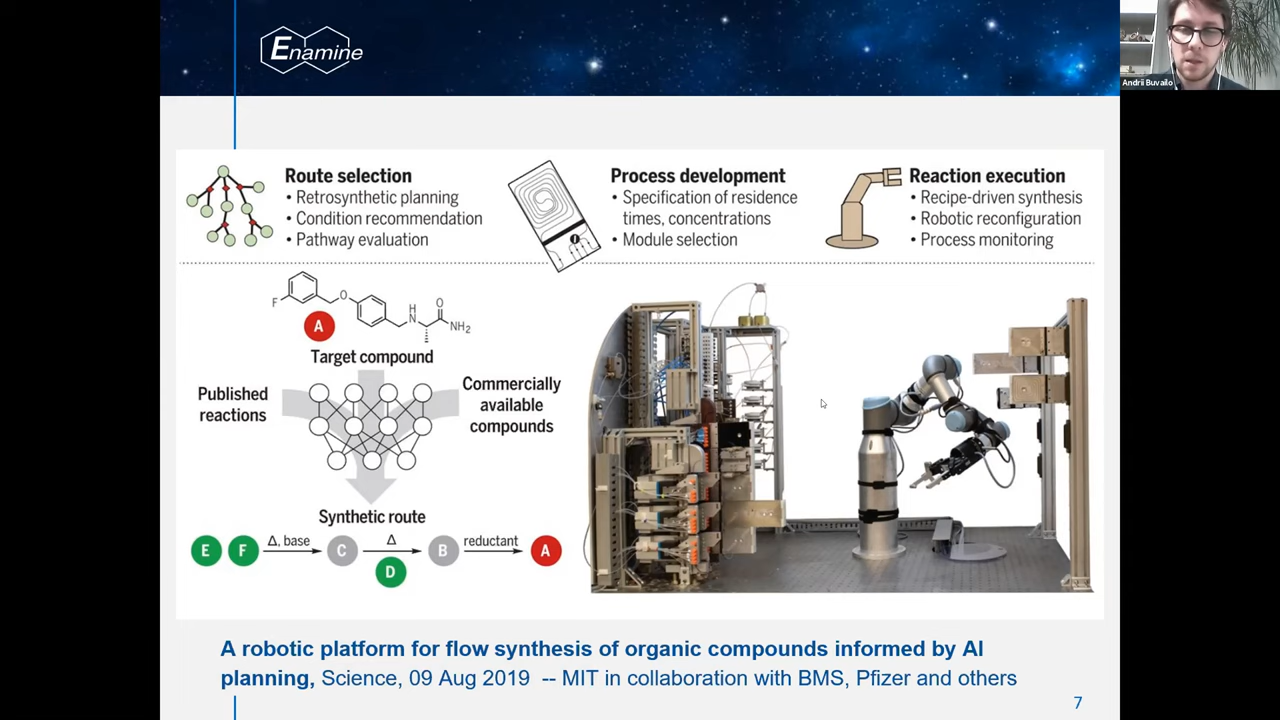 Enamine
Andrii Buvailo
Route selection
• Retrosynthetic planning
• Condition recommendation
• Pathway evaluation
Process development
• Specification of residence
times, concentrations
• Module selection
Reaction execution
• Recipe-driven synthesis
• Robotic reconfiguration
• Process monitoring
F
O
H
N
O
NH₂
A
Target compound
Published
reactions
Commercially
available
compounds
Synthetic route
E F Δ, base C Δ B reductant A
D
A robotic platform for flow synthesis of organic compounds informed by AI
planning, Science, 09 Aug 2019 -- MIT in collaboration with BMS, Pfizer and others
7